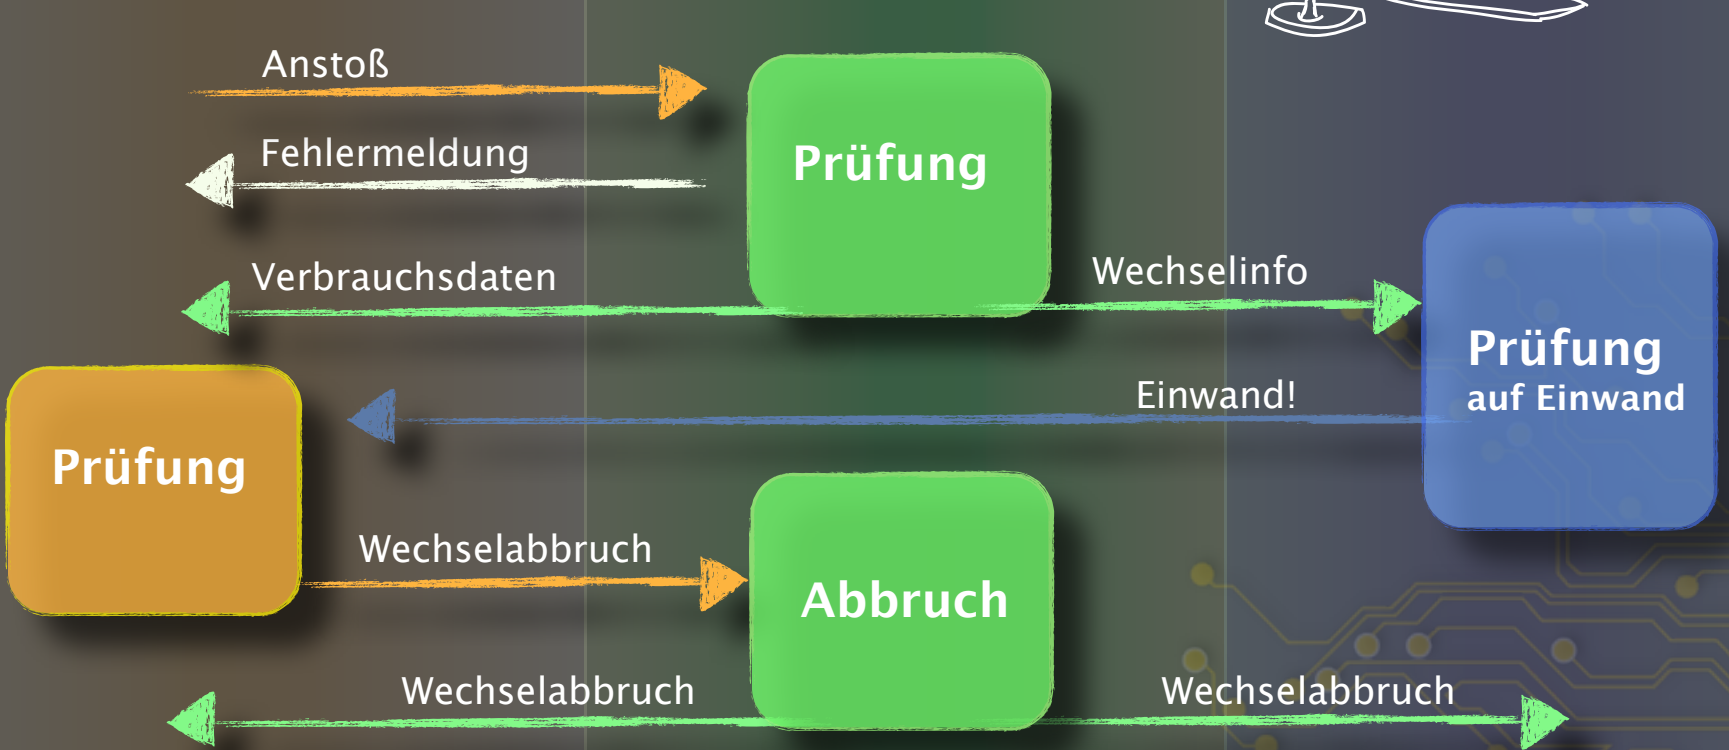 Anstoß
Fehlermeldung
Prüfung
Verbrauchsdaten
Wechselinfo
Prüfung
auf Einwand
Einwand!
Prüfung
Wechselabbruch
Abbruch
Wechselabbruch
Wechselabbruch